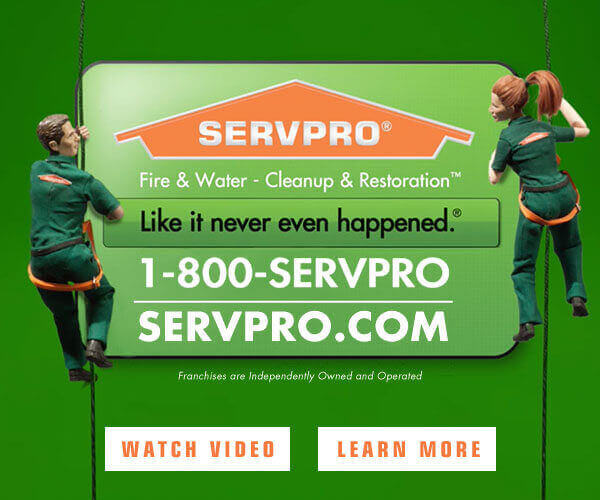 SERVPRO®
Fire & Water - Cleanup & Restoration™
Like it never even happened.®
1-800-SERVPRO
SERVPRO.COM
Franchises are Independently Owned and Operated
WATCH VIDEO
LEARN MORE